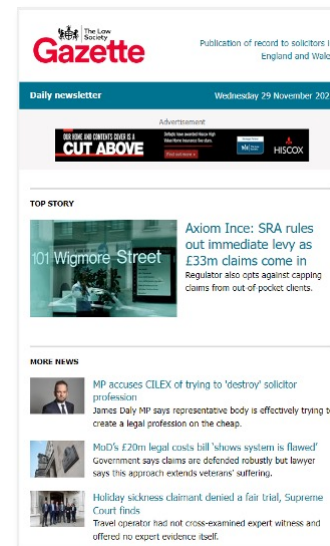 The Law
Society
Gazette
Publication of record to solicitors i
England and Wale
Daily newsletter
Wednesday 29 November 202
Advertisement
OUR HOME AND CONTENTS COVER IS A
CUT ABOVE
HISCOX
TOP STORY
101 Wigmore Street
Axiom Ince: SRA rules
out immediate levy as
£33m claims come in
Regulator also opts against capping
claims from out-of-pocket clients.
MORE NEWS
MP accuses CILEX of trying to 'destroy' solicitor
profession
James Daly MP says representative body is effectively trying t
create a legal profession on the cheap.
MoD's £20m legal costs bill 'shows system is flawed'
Government says claims are defended robustly but lawyer
says this approach extends veterans' suffering.
Holiday sickness claimant denied a fair trial, Supreme
Court finds
Travel operator had not cross-examined expert witness and
offered no expert evidence itself.